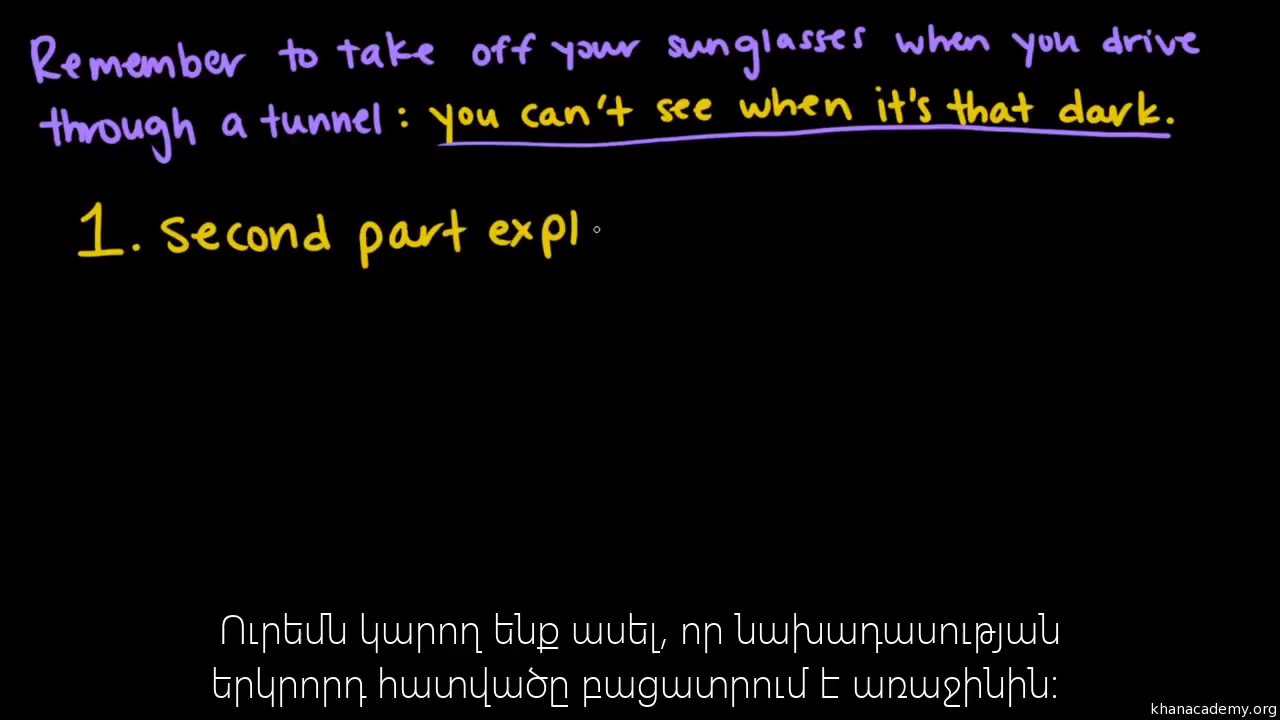 Remember to take off your sunglasses when you drive
through a tunnel: you can't see when it's that dark.
1. second part expl
Ուրեմն կարող ենք ասել, որ նախադասության
երկրորդ հատվածը բացատրում է առաջինին:
khanacademy.org